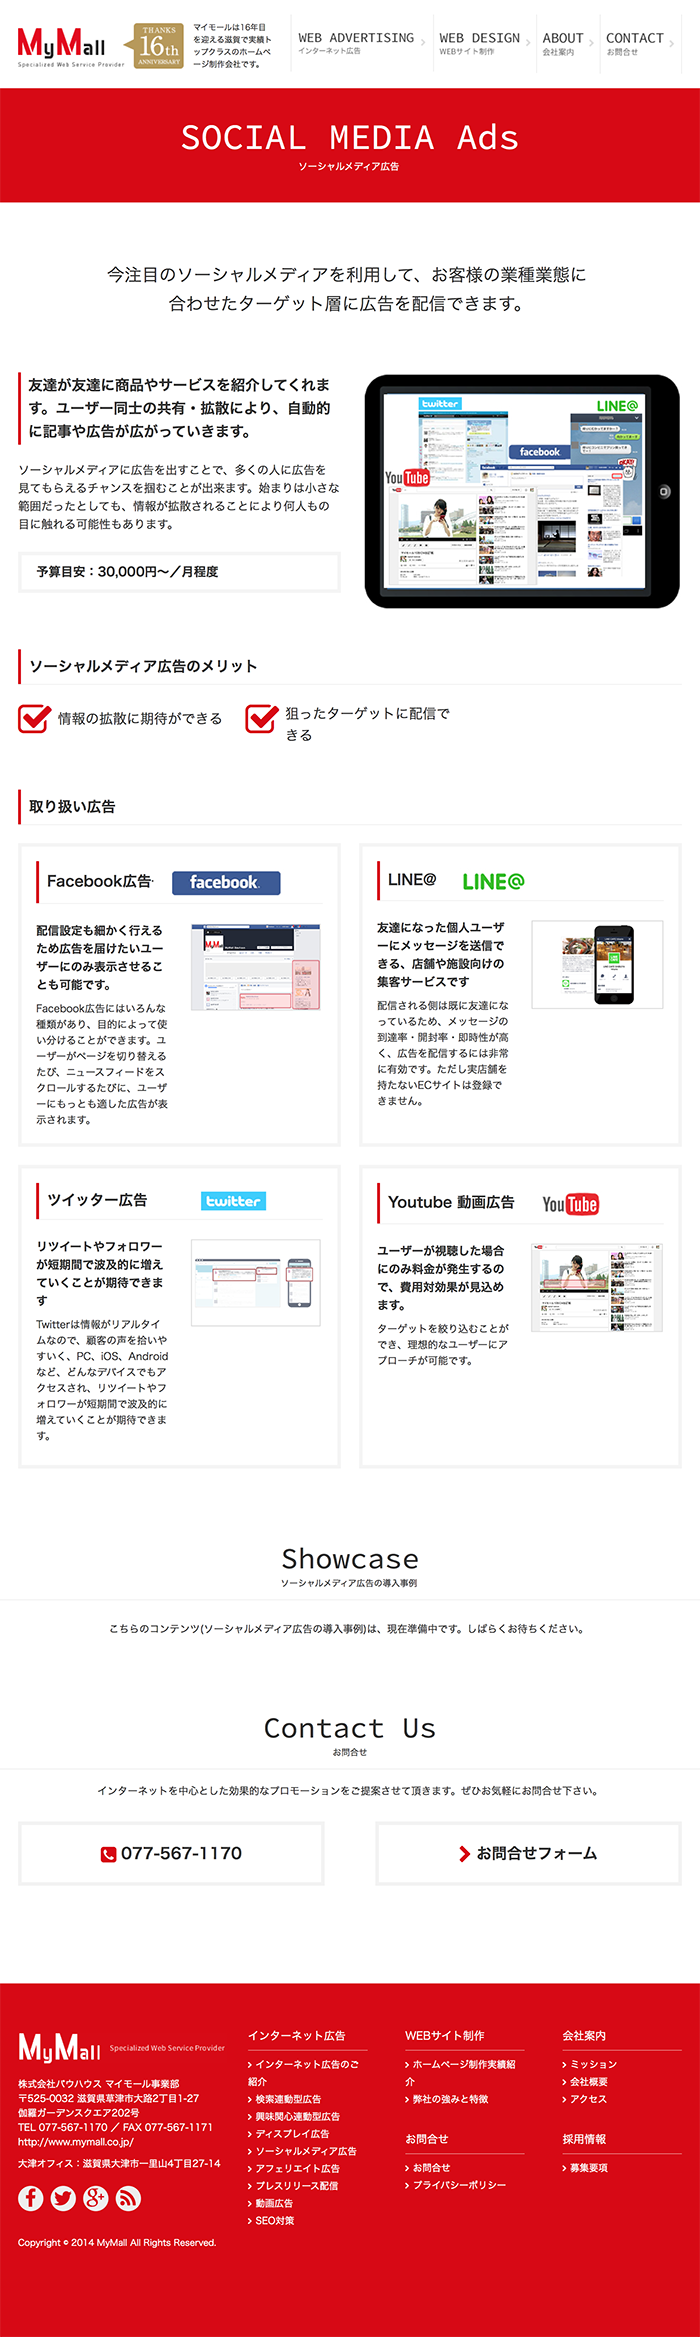 MyMall
Specialized Web Service Provider
THANKS
16th
ANNIVERSARY
マイモールは16年目
を迎える滋賀で実績ト
ップクラスのホームペ
ージ制作会社です。
WEB ADVERTISING
インターネット広告
WEB DESIGN
WEBサイト制作
ABOUT
会社案内
CONTACT
お問合せ
SOCIAL MEDIA Ads
ソーシャルメディア広告
今注目のソーシャルメディアを利用して、お客様の業種業態に
合わせたターゲット層に広告を配信できます。
友達が友達に商品やサービスを紹介してくれま
す。ユーザー同士の共有・拡散により、自動的
に記事や広告が広がっていきます。
ソーシャルメディアに広告を出すことで、多くの人に広告を
見てもらえるチャンスを掴むことが出来ます。始まりは小さな
範囲だったとしても、情報が拡散されることにより何人もの
目に触れる可能性もあります。
予算目安：30,000円〜／月程度
twitter
LINE@
facebook
YouTube
ソーシャルメディア広告のメリット
情報の拡散に期待ができる
狙ったターゲットに配信で
きる
取り扱い広告
Facebook広告
facebook
配信設定も細かく行える
ため広告を届けたいユー
ザーにのみ表示させるこ
とも可能です。
Facebook広告にはいろんな
種類があり、目的によって使
い分けることができます。ユ
ーザーがページを切り替える
たび、ニュースフィードをス
クロールするたびに、ユーザ
ーにもっとも適した広告が表
示されます。
LINE@
LINE@
友達になった個人ユーザ
ーにメッセージを送信で
きる、店舗や施設向けの
集客サービスです
配信される側は既に友達にな
っているため、メッセージの
到達率・開封率・即時性が高
く、広告を配信するには非常
に有効です。ただし実店舗を
持たないECサイトは登録で
きません。
ツイッター広告
twitter
リツイートやフォロワー
が短期間で波及的に増え
ていくことが期待できま
す
Twitterは情報がリアルタイ
ムなので、顧客の声を拾いや
すいく、PC、iOS、Android
など、どんなデバイスでもア
クセスされ、リツイートやフ
ォロワーが短期間で波及的に
増えていくことが期待できま
す。
Youtube 動画広告
YouTube
ユーザーが視聴した場合
にのみ料金が発生するの
で、費用対効果が見込め
ます。
ターゲットを絞り込むことが
でき、理想的なユーザーにア
プローチが可能です。
Showcase
ソーシャルメディア広告の導入事例
こちらのコンテンツ(ソーシャルメディア広告の導入事例)は、現在準備中です。しばらくお待ちください。
Contact Us
お問合せ
インターネットを中心とした効果的なプロモーションをご提案させて頂きます。ぜひお気軽にお問合せ下さい。
077-567-1170
お問合せフォーム
MyMall Specialized Web Service Provider
株式会社バウハウス マイモール事業部
〒525-0032 滋賀県草津市大路2丁目1-27
伽羅ガーデンスクエア202号
TEL 077-567-1170 ／ FAX 077-567-1171
http://www.mymall.co.jp/
大津オフィス：滋賀県大津市一里山4丁目27-14
Copyright © 2014 MyMall All Rights Reserved.
インターネット広告
インターネット広告のご
紹介
検索連動型広告
興味関心連動型広告
ディスプレイ広告
ソーシャルメディア広告
アフェリエイト広告
プレスリリース配信
動画広告
SEO対策
WEBサイト制作
ホームページ制作実績紹
介
弊社の強みと特徴
お問合せ
お問合せ
プライバシーポリシー
会社案内
ミッション
会社概要
アクセス
採用情報
募集要項